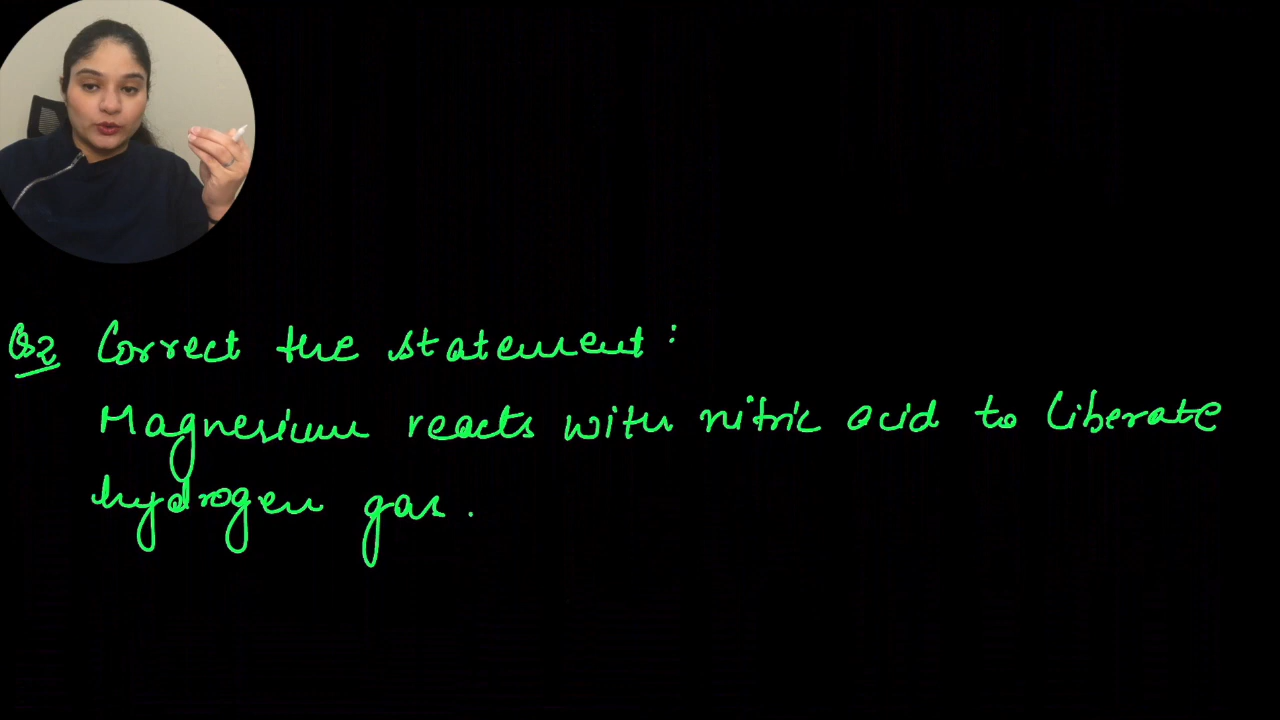 Q2 Correct the statement :
Magnesium reacts with nitric acid to liberate
hydrogen gas.